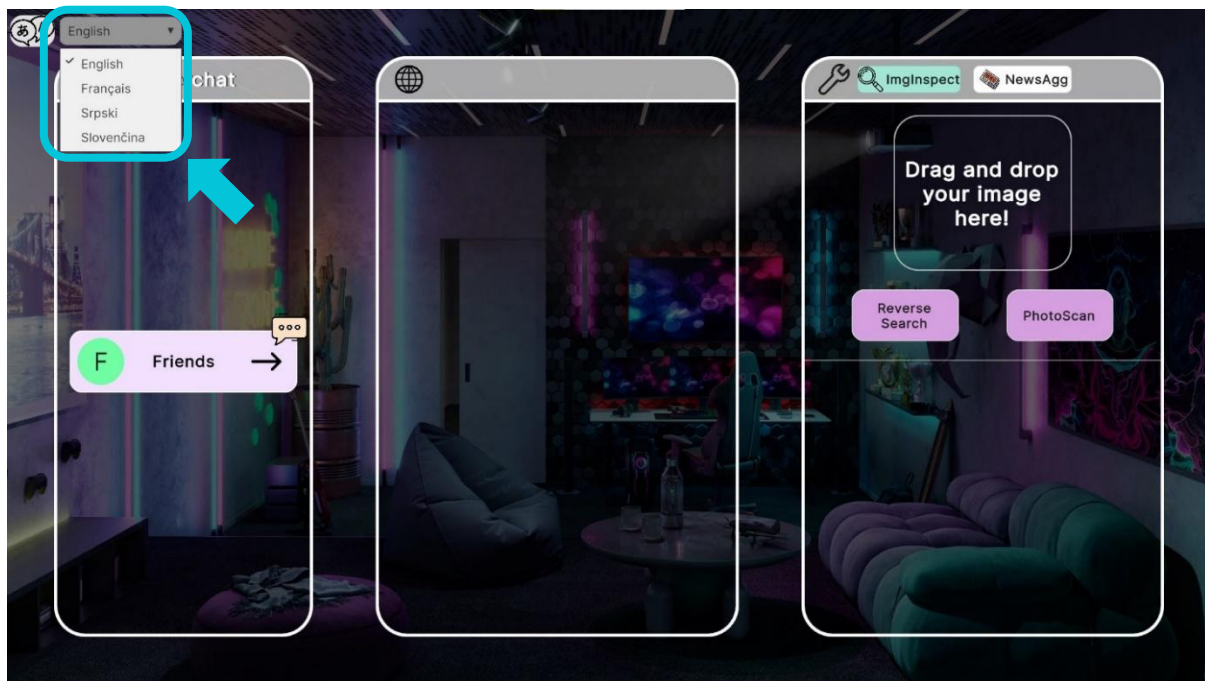 あ
English
English
Français
Srpski
Slovenčina
chat
ImgInspect
NewsAgg
Drag and drop
your image
here!
Reverse
Search
PhotoScan
F
Friends